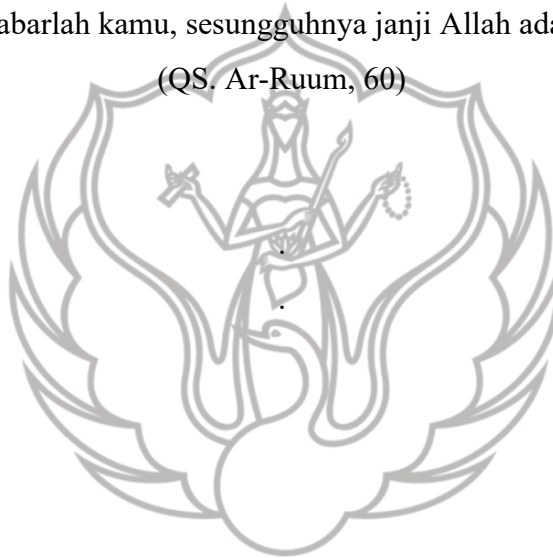 abarlah kamu, sesungguhnya janji Allah ada
(QS. Ar-Ruum, 60)
.
.